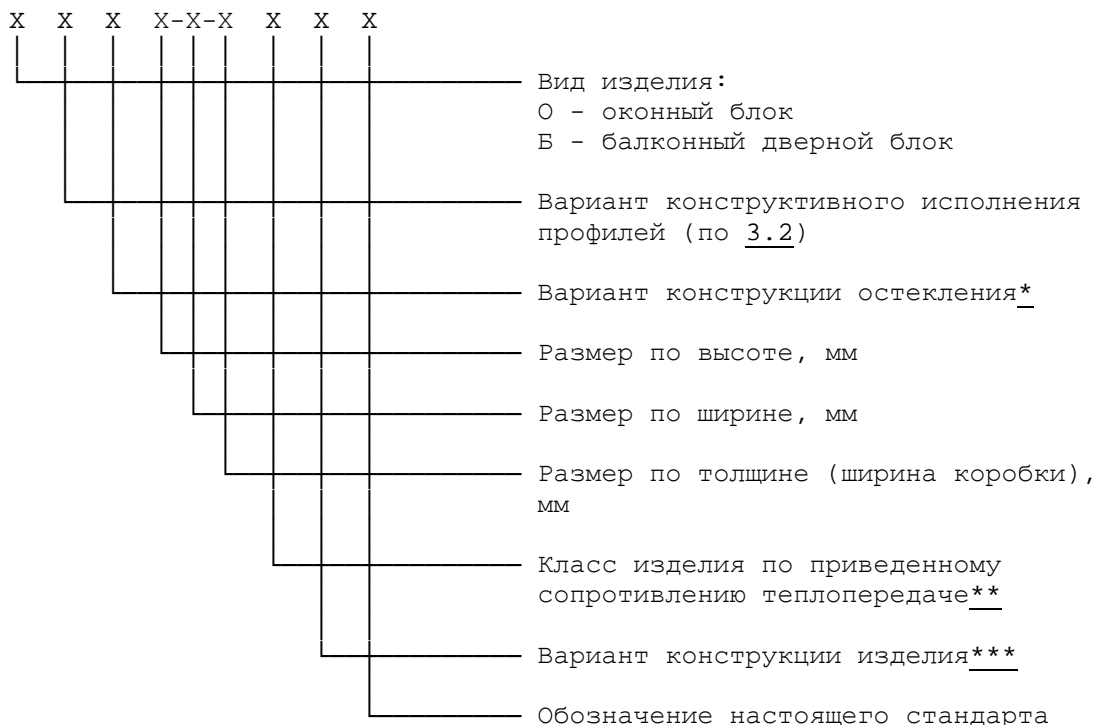 X X X X-X-X X X X
Вид изделия:
О - оконный блок
Б - балконный дверной блок
Вариант конструктивного исполнения
профилей (по 3.2)
Вариант конструкции остекления*
Размер по высоте, мм
Размер по ширине, мм
Размер по толщине (ширина коробки),
мм
Класс изделия по приведенному
сопротивлению теплопередаче**
Вариант конструкции изделия***
Обозначение настоящего стандарта